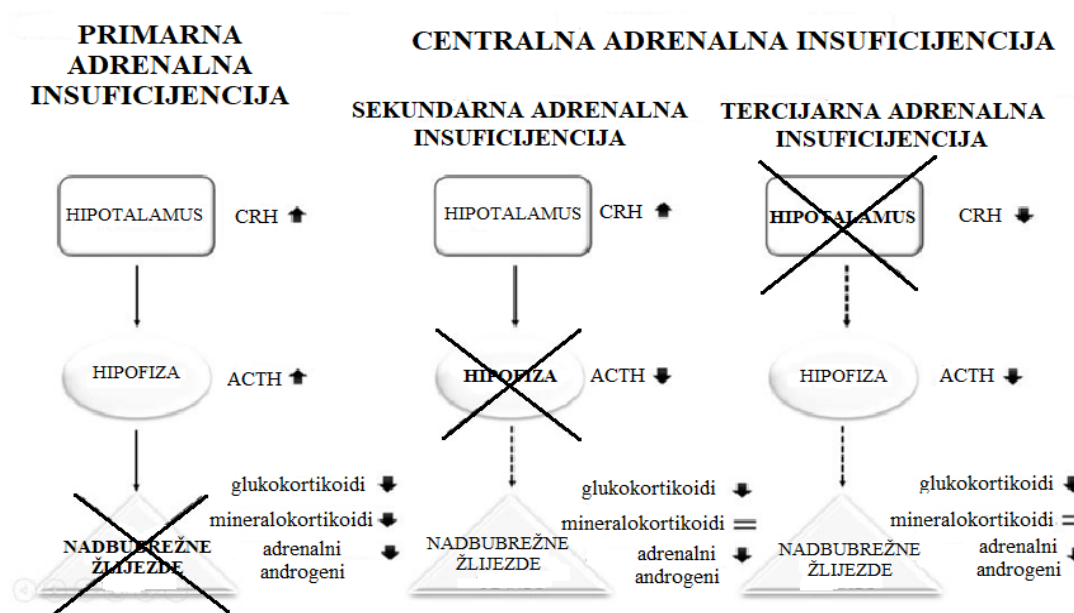 PRIMARNA
ADRENALNA
INSUFICIJENCIJA
CENTRALNA ADRENALNA INSUFICIJENCIJA
SEKUNDARNA ADRENALNA
INSUFICIJENCIJA
TERCIJARNA ADRENALNA
INSUFICIJENCIJA
HIPOTALAMUS
CRH
HIPOTALAMUS
CRH
HIPOTALAMUS
CRH
HIPOFIZA
ACTH
HIPOFIZA
ACTH
HIPOFIZA
ACTH
NADBUBREŽNE
ŽLIJEZDE
glukokortikoidi
mineralokortikoidi
adrenalni
androgeni
NADBUBREŽNE
ŽLIJEZDE
glukokortikoidi
mineralokortikoidi
adrenalni
androgeni
NADBUBREŽNE
ŽLIJEZDE
glukokortikoidi
mineralokortikoidi
adrenalni
androgeni